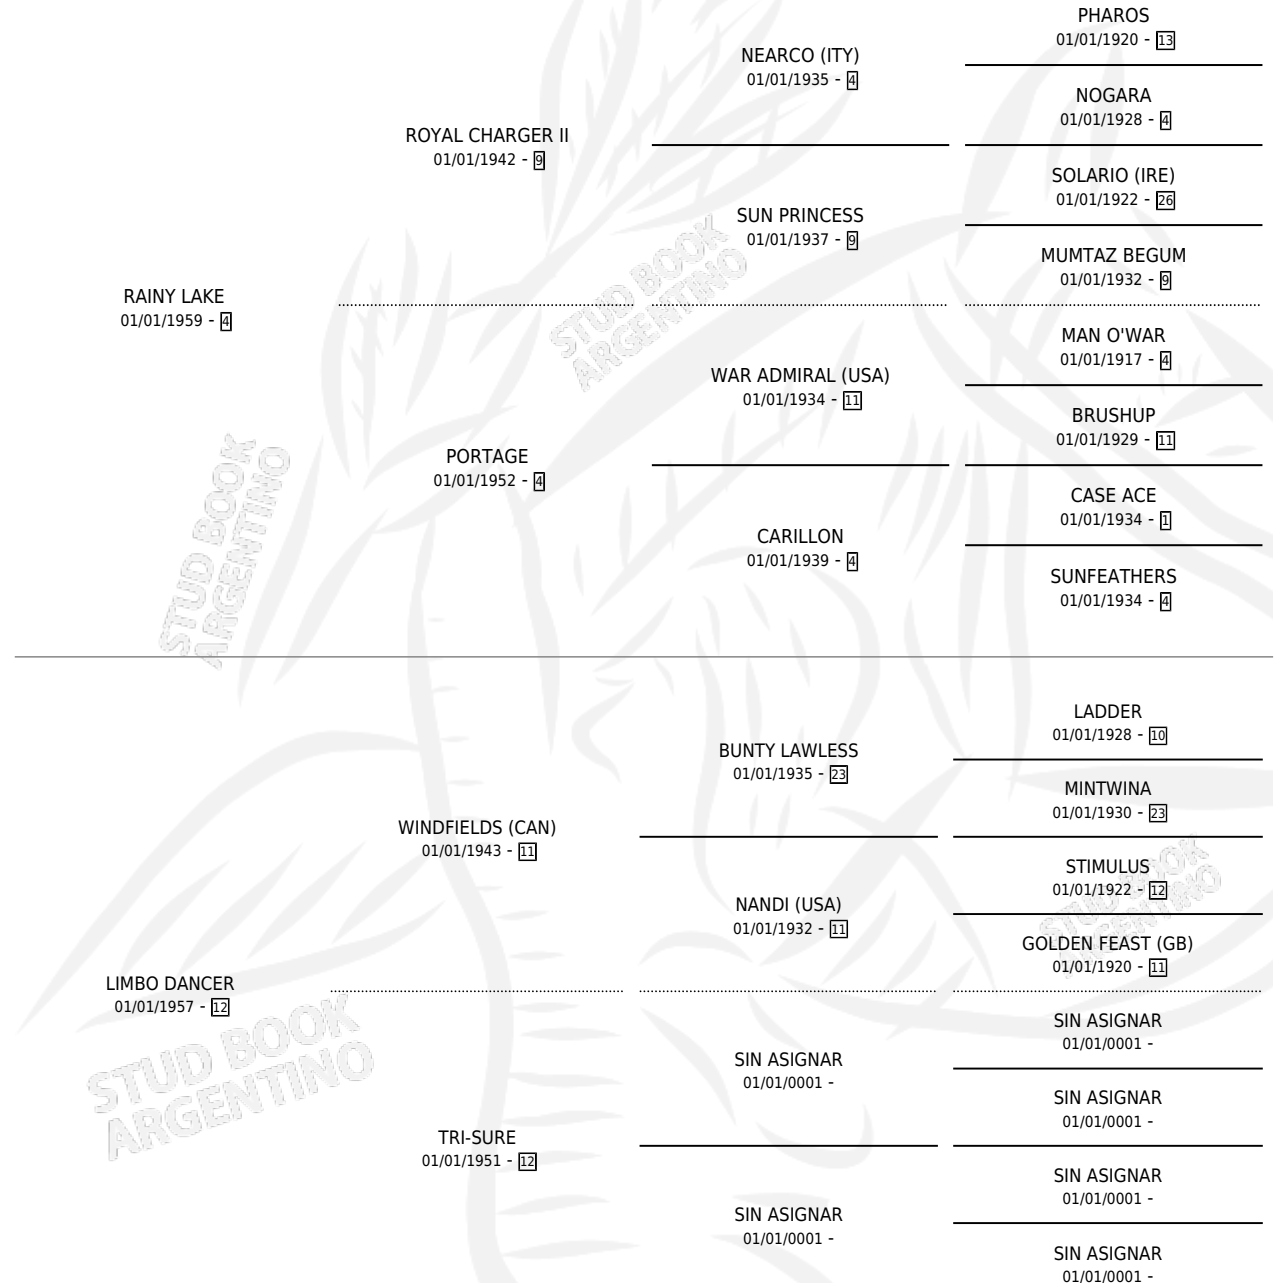 PHAROS
01/01/1920 - 13
NEARCO (ITY)
01/01/1935 - 4
NOGARA
01/01/1928 - 4
ROYAL CHARGER II
01/01/1942 - 9
SOLARIO (IRE)
01/01/1922 - 26
SUN PRINCESS
01/01/1937 - 9
MUMTAZ BEGUM
01/01/1932 - 9
RAINY LAKE
01/01/1959 - 4
MAN O'WAR
01/01/1917 - 4
WAR ADMIRAL (USA)
01/01/1934 - 11
BRUSHUP
01/01/1929 - 11
PORTAGE
01/01/1952 - 4
CASE ACE
01/01/1934 - 1
CARILLON
01/01/1939 - 4
SUNFEATHERS
01/01/1934 - 4
STUD BOOK
ARGENTINO
STUD BOOK
ARGENTINO
LADDER
01/01/1928 - 10
BUNTY LAWLESS
01/01/1935 - 23
MINTWINA
01/01/1930 - 23
WINDFIELDS (CAN)
01/01/1943 - 11
STIMULUS
01/01/1922 - 12
NANDI (USA)
01/01/1932 - 11
GOLDEN FEAST (GB)
01/01/1920 - 11
STUD BOOK
ARGENTINO
LIMBO DANCER
01/01/1957 - 12
SIN ASIGNAR
01/01/0001 -
SIN ASIGNAR
01/01/0001 -
SIN ASIGNAR
01/01/0001 -
TRI-SURE
01/01/1951 - 12
SIN ASIGNAR
01/01/0001 -
SIN ASIGNAR
01/01/0001 -
SIN ASIGNAR
01/01/0001 -
STUD BOOK
ARGENTINO